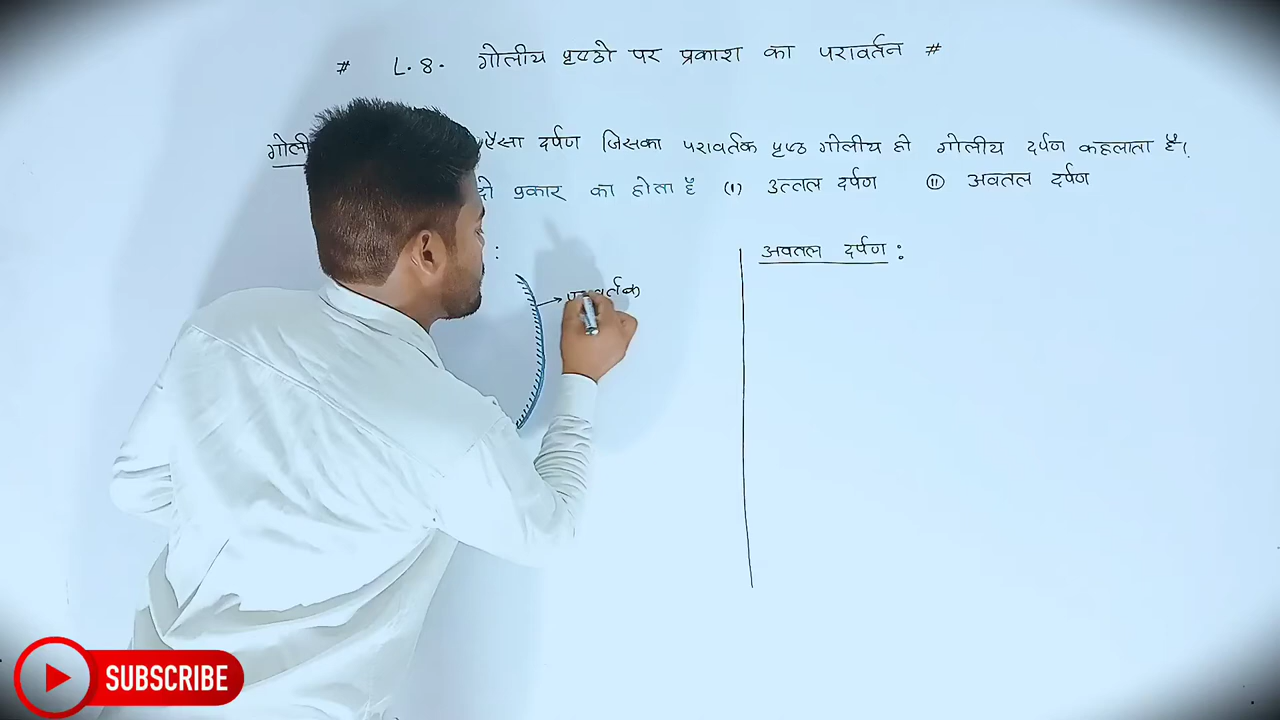 # L.8. गोलीय पृष्ठो पर प्रकाश का परावर्तन #
गोली ऐसा दर्पण जिसका परावर्तक पृष्ठ गोलीय हो गोलीय दर्पण कहलाता है।
दो प्रकार का होता है (I) उत्तल दर्पण (II) अवतल दर्पण
:
अवतल दर्पण :
SUBSCRIBE